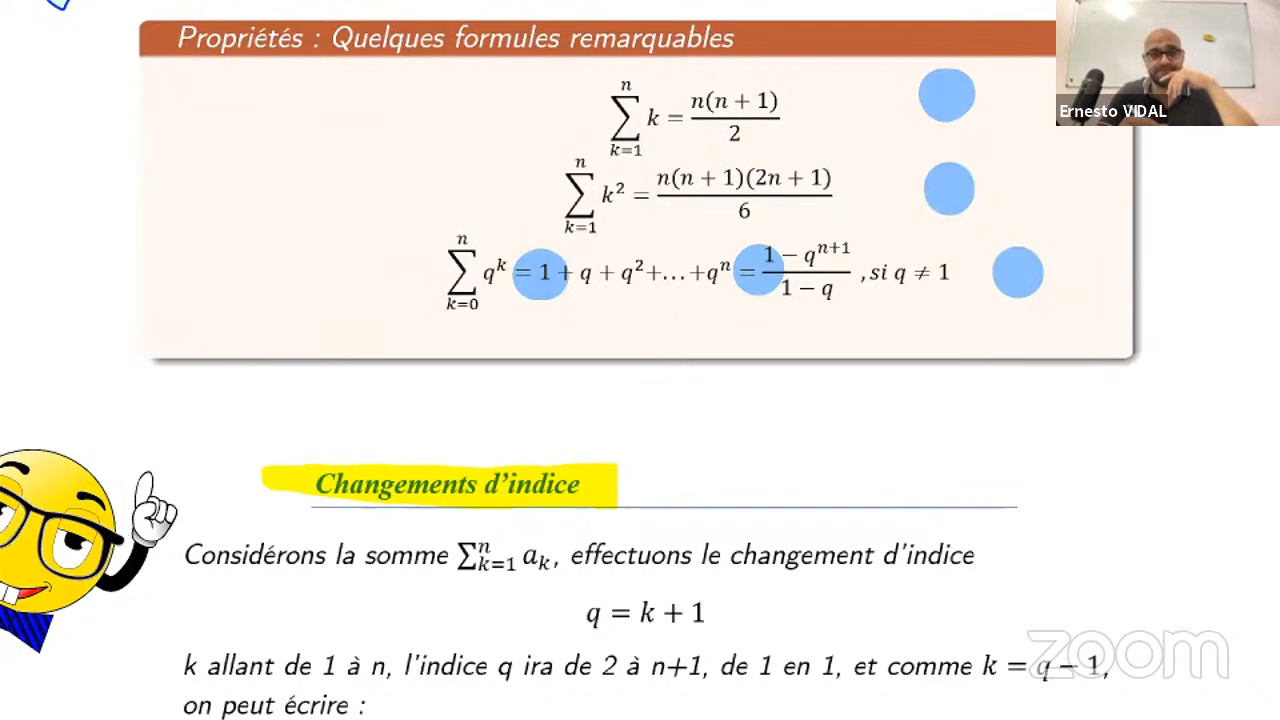 Propriétés : Quelques formules remarquables
Ernesto VIDAL
∑_{k=1}^{n} k = n(n + 1)/2
∑_{k=1}^{n} k² = n(n + 1)(2n + 1)/6
∑_{k=0}^{n} q^k = 1 + q + q²+...+q^n = (1 − q^{n+1})/(1 − q) , si q ≠ 1
Changements d'indice
Considérons la somme ∑_{k=1}^{n} a_k, effectuons le changement d'indice
q = k + 1
k allant de 1 à n, l'indice q ira de 2 à n+1, de 1 en 1, et comme k = q − 1,
on peut écrire :
zoom